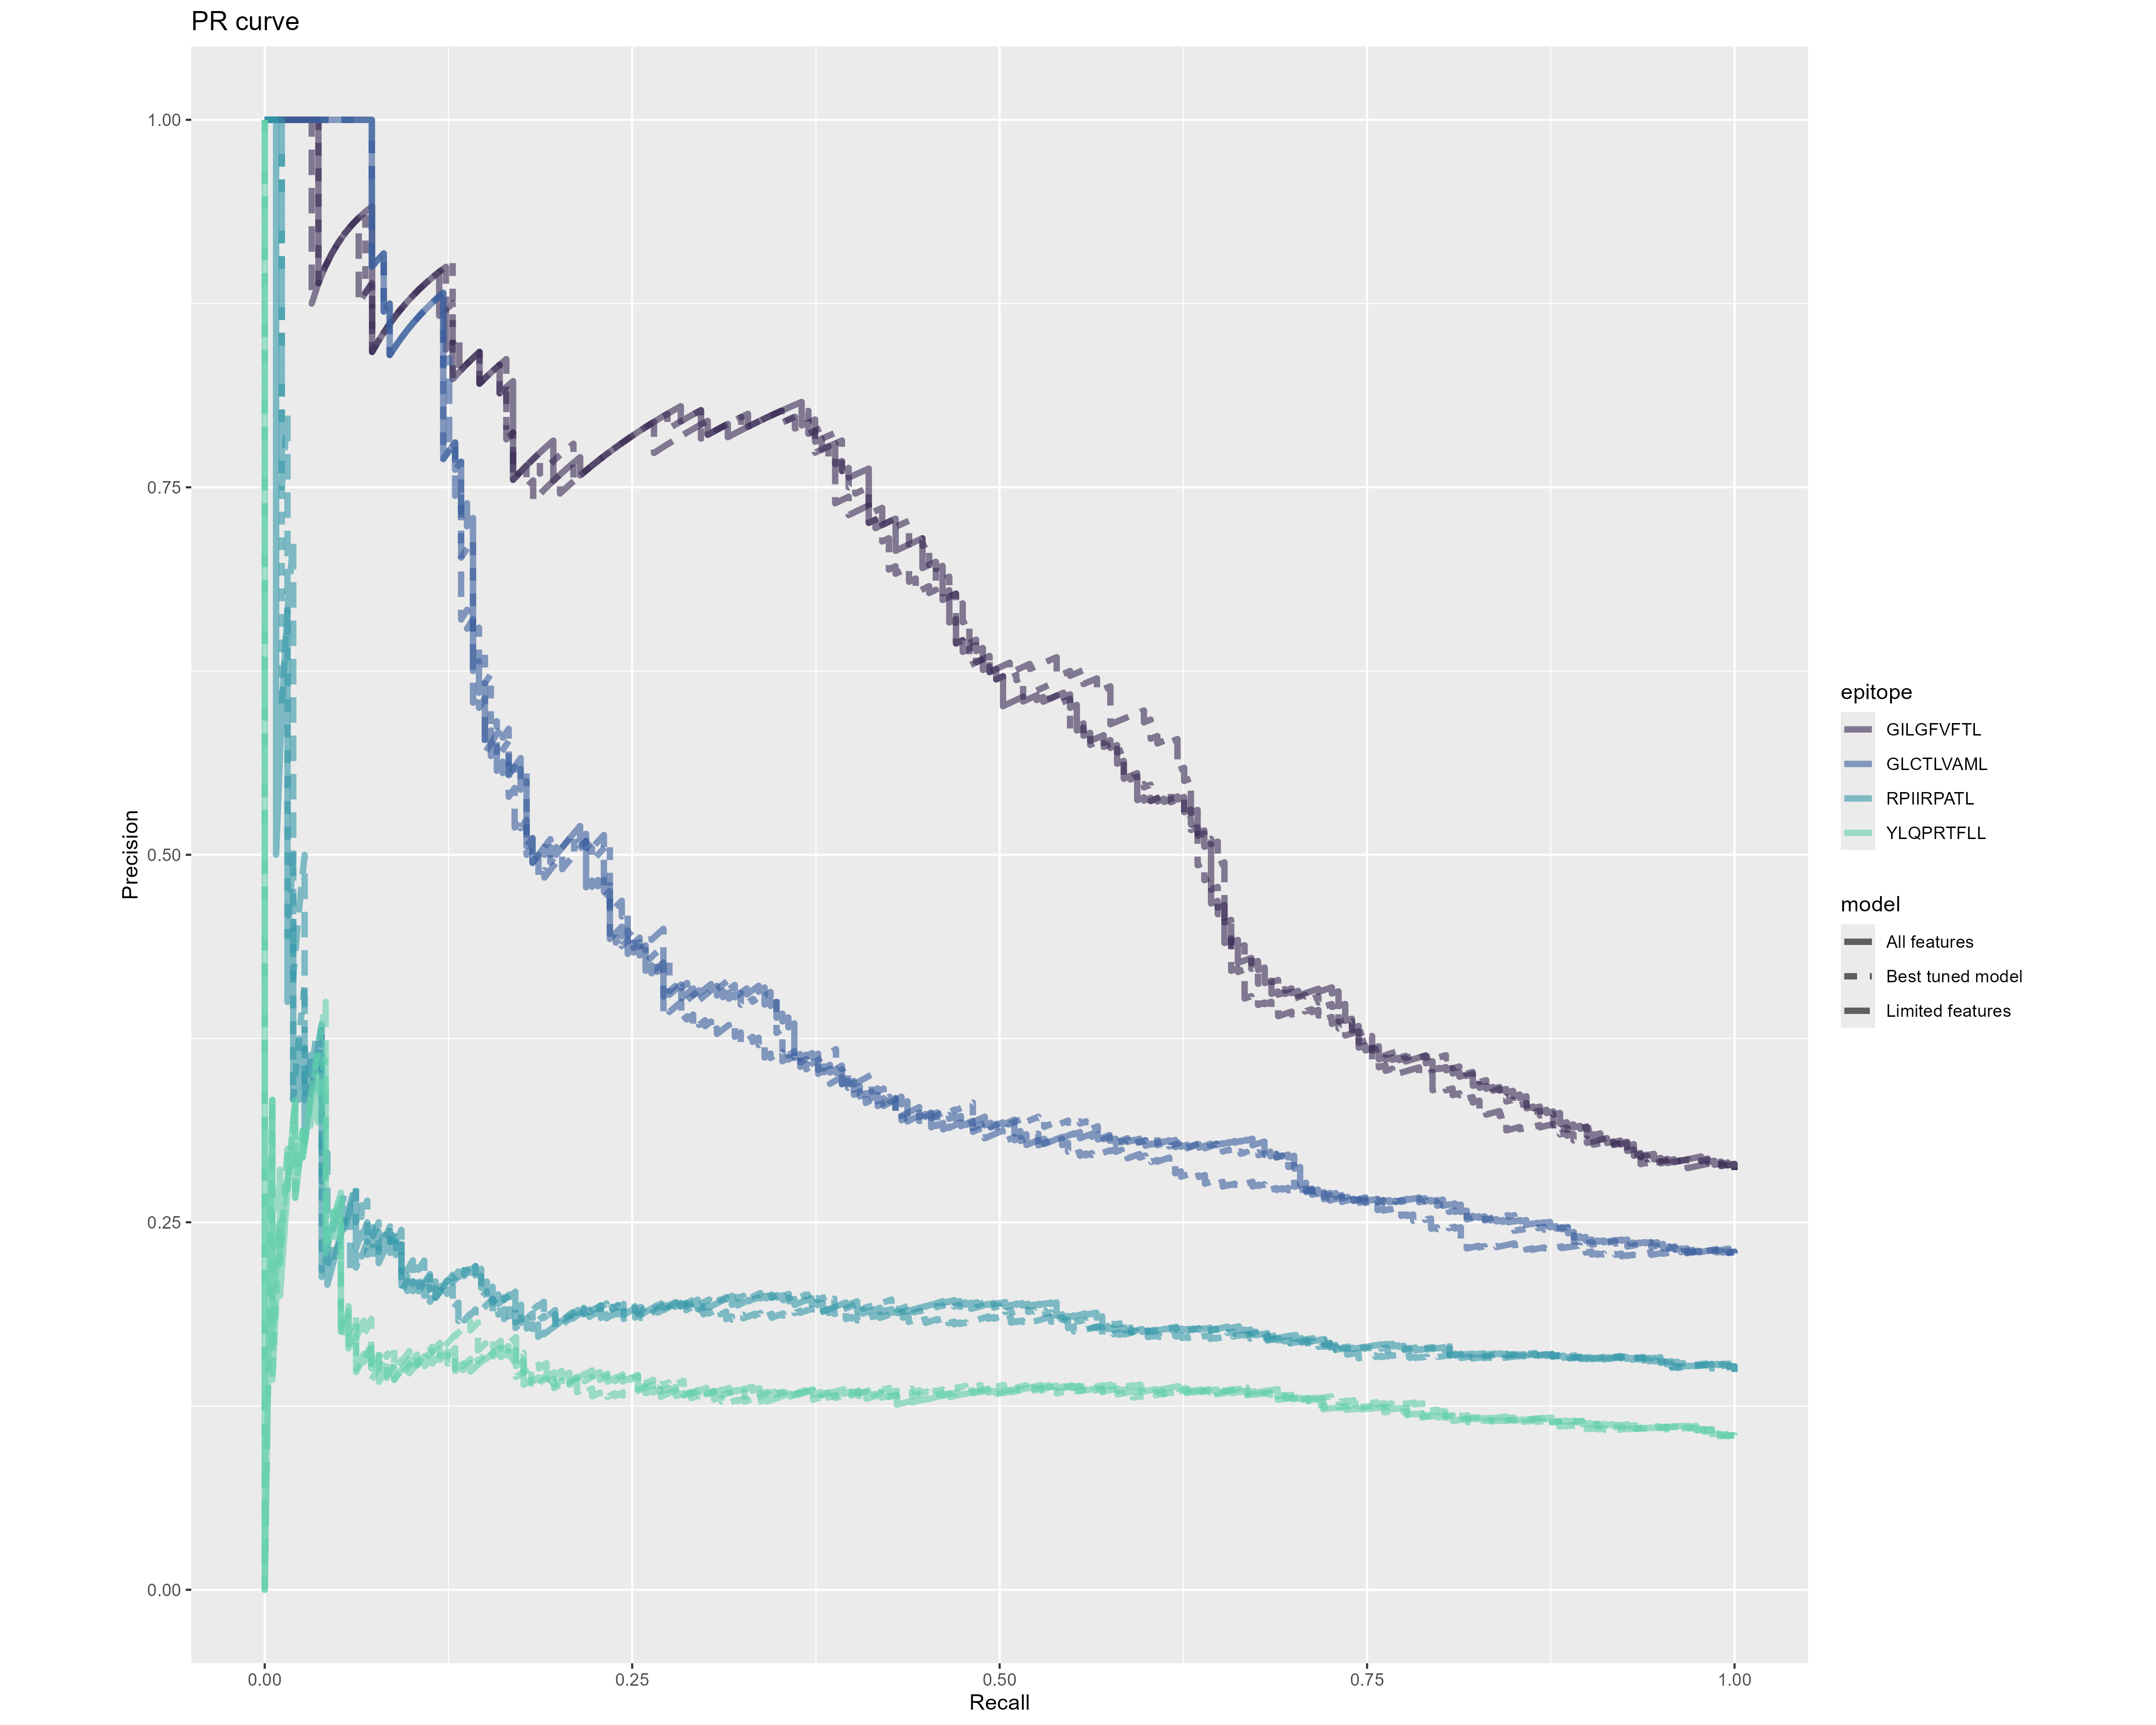 PR curve
1.00
0.75
0.50
0.25
0.00
Precision
0.00 0.25 0.50 0.75 1.00
Recall
epitope
GILGFVFTL
GLCTLVAML
RPIIRPATL
YLQPRTFLL
model
All features
Best tuned model
Limited features